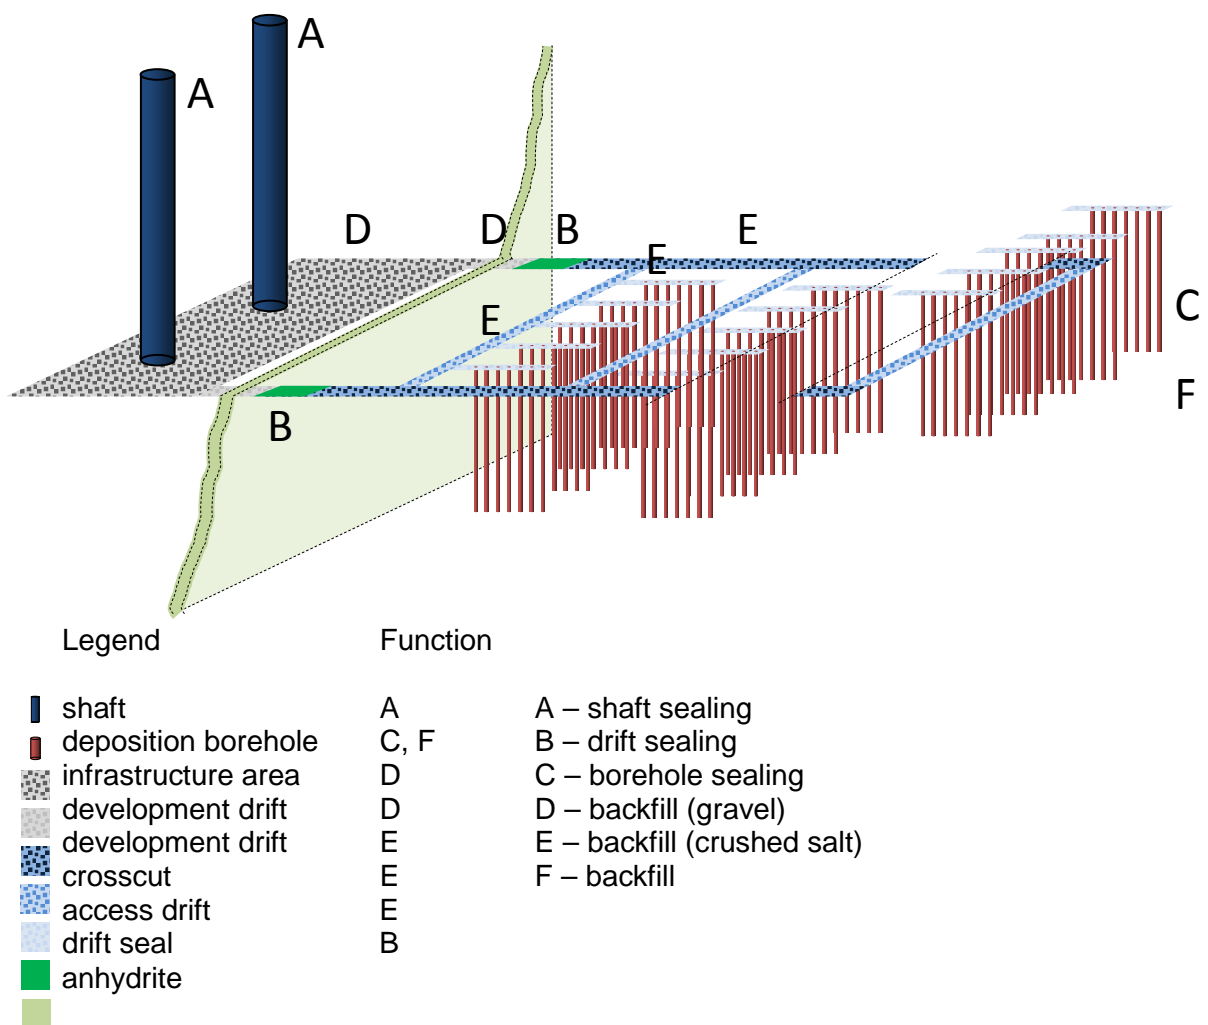 A
A
D
D
B
E
E
E
C
F
B
Legend Function
shaft A A – shaft sealing
deposition borehole C, F B – drift sealing
infrastructure area D C – borehole sealing
development drift D D – backfill (gravel)
development drift E E – backfill (crushed salt)
crosscut E F – backfill
access drift E
drift seal B
anhydrite